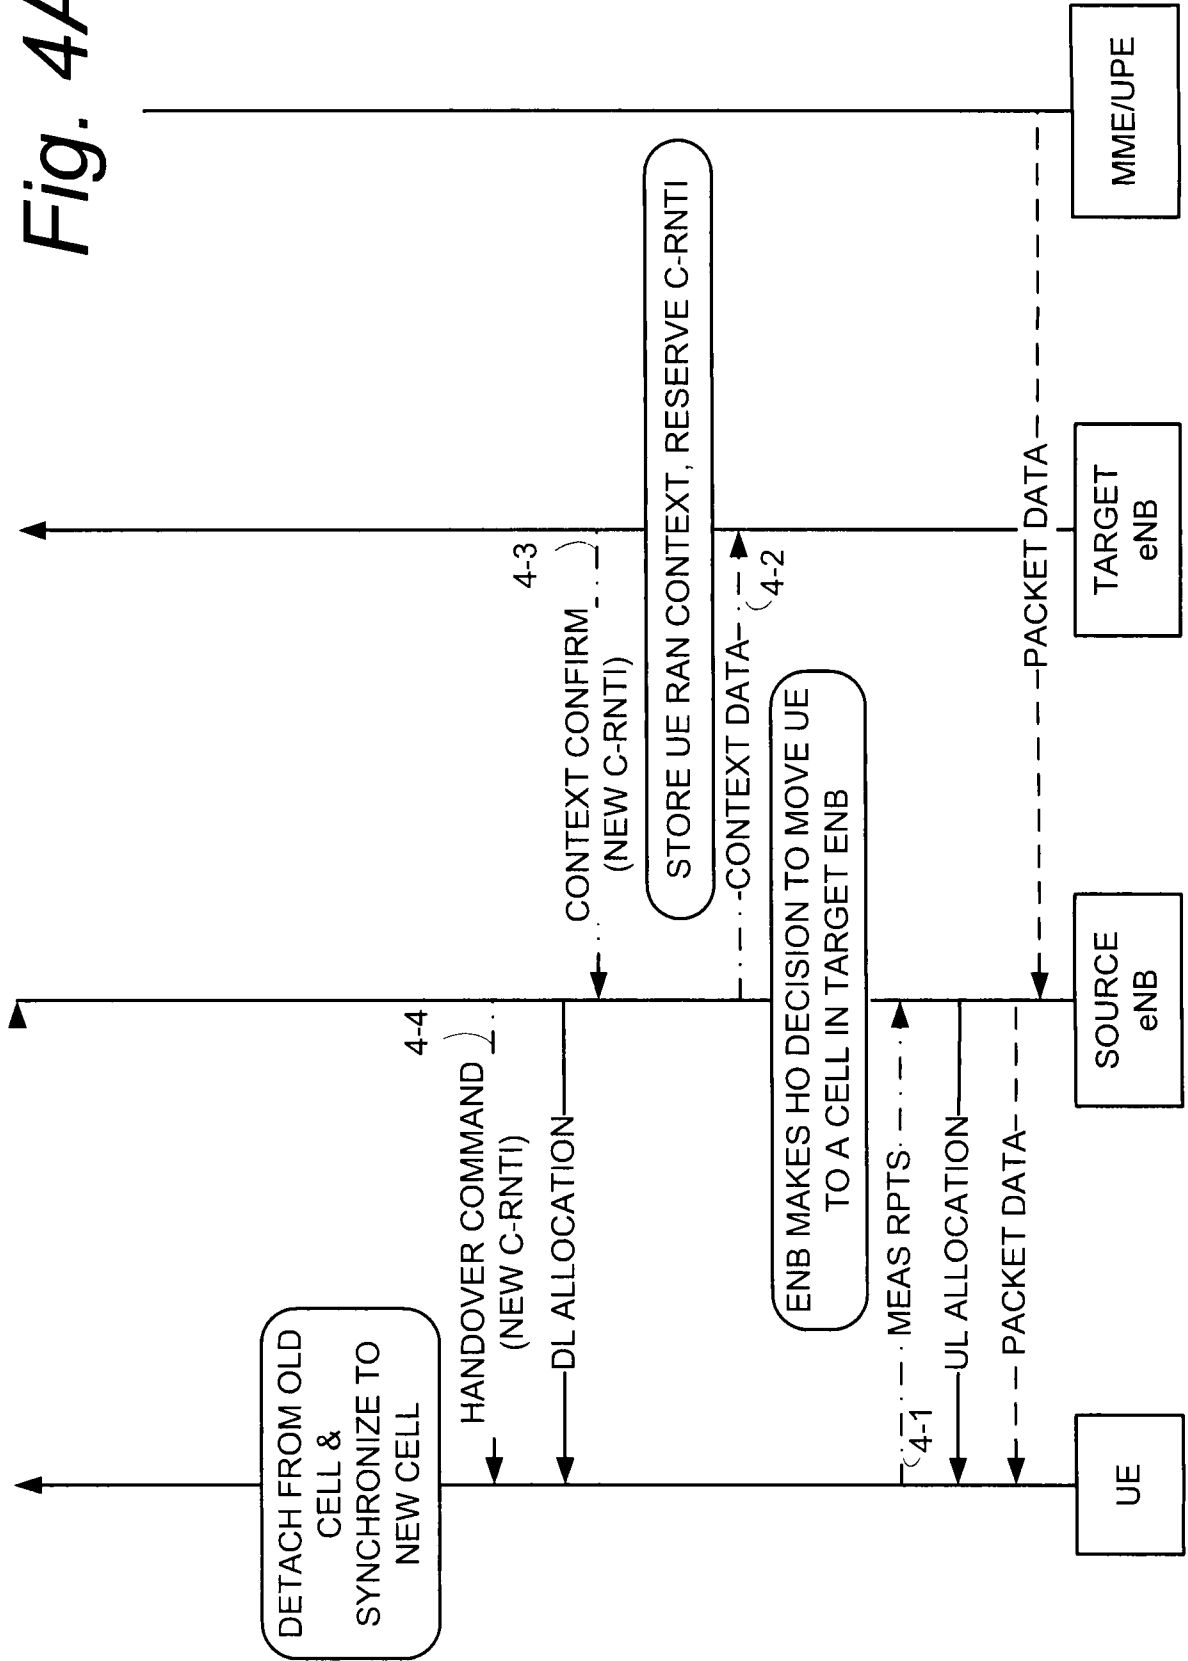 Fig. 4A
UE
SOURCE
eNB
TARGET
eNB
MME/UPE
PACKET DATA
PACKET DATA
UL ALLOCATION
4-1
MEAS RPTS
ENB MAKES HO DECISION TO MOVE UE
TO A CELL IN TARGET ENB
CONTEXT DATA
4-2
STORE UE RAN CONTEXT, RESERVE C-RNTI
CONTEXT CONFIRM
(NEW C-RNTI)
4-3
DL ALLOCATION
HANDOVER COMMAND
(NEW C-RNTI)
4-4
DETACH FROM OLD
CELL &
SYNCHRONIZE TO
NEW CELL